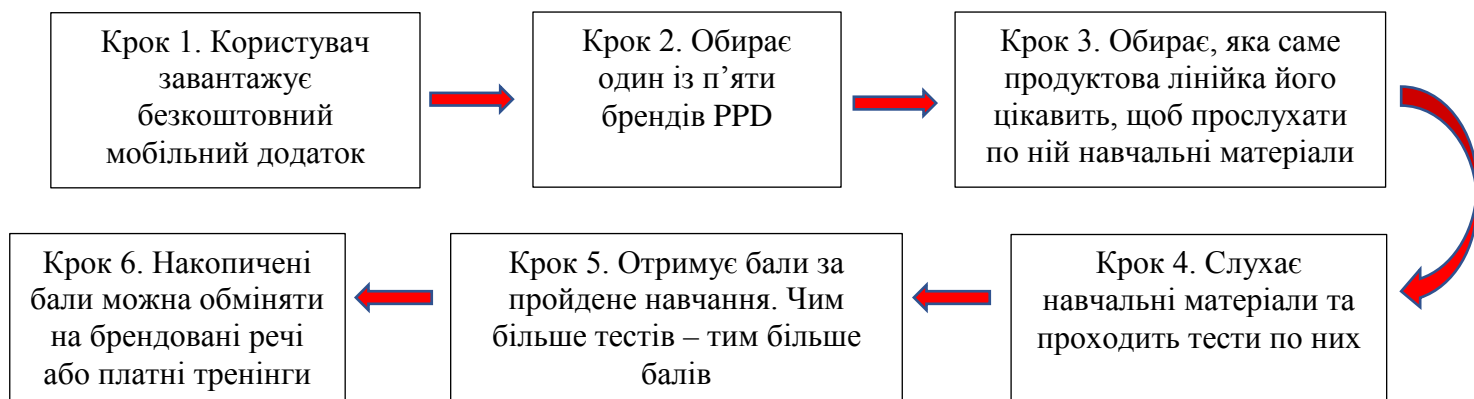 Крок 1. Користувач
завантажує
безкоштовний
мобільний додаток
Крок 2. Обирає
один із п’яти
брендів PPD
Крок 3. Обирає, яка саме
продуктова лінійка його
цікавить, щоб прослухати
по ній навчальні матеріали
Крок 4. Слухає
навчальні матеріали та
проходить тести по них
Крок 5. Отримує бали за
пройдене навчання. Чим
більше тестів – тим більше
балів
Крок 6. Накопичені
бали можна обміняти
на брендовані речі
або платні тренінги